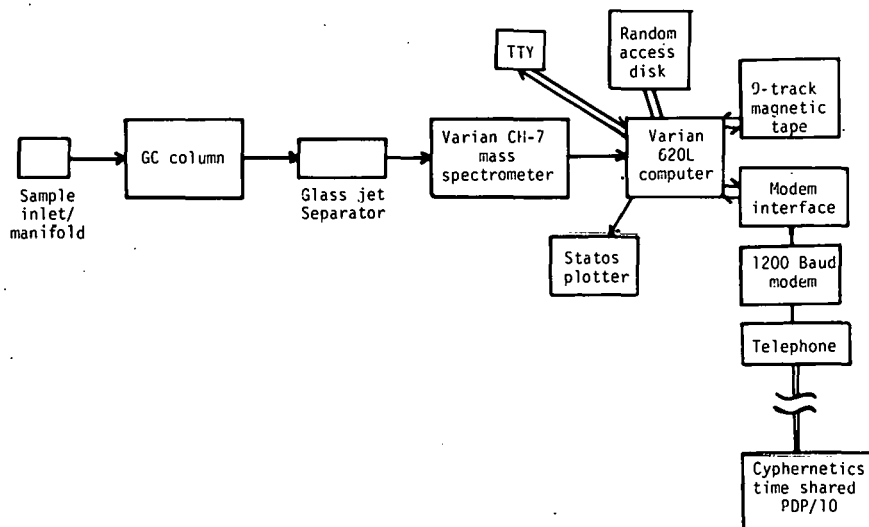 TTY
Random
access
disk
9-track
magnetic
tape
Sample
inlet/
manifold
GC column
Glass jet
Separator
Varian CH-7
mass
spectrometer
Varian
620L
computer
Statos
plotter
Modem
interface
1200 Baud
modem
Telephone
Cyphernetics
time shared
PDP/10